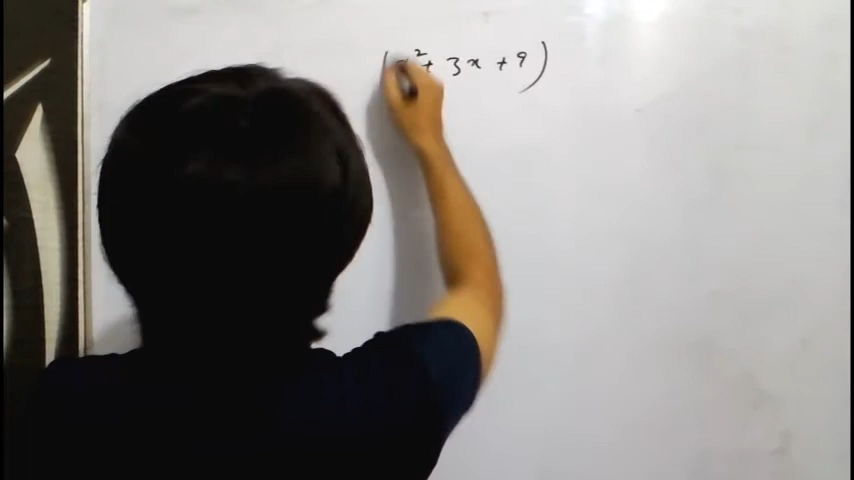 (x² + 3x + 9)